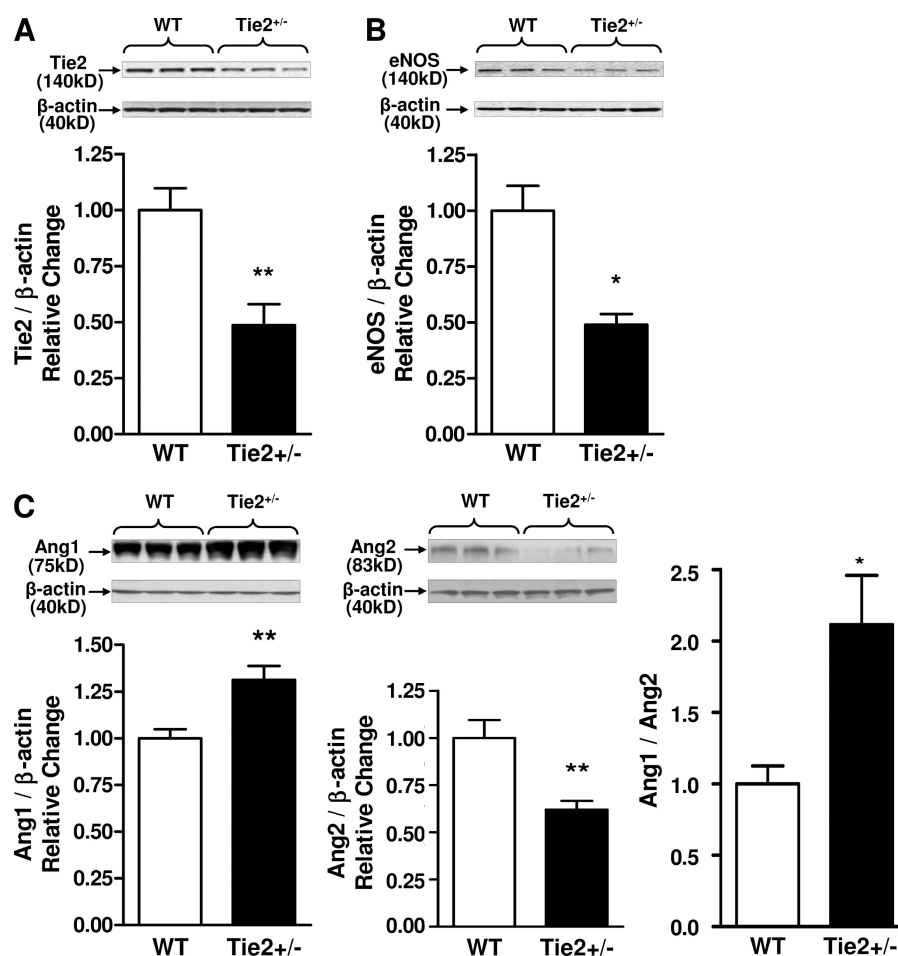 A
WT Tie2+/-
Tie2
(140kD)
β-actin
(40kD)
1.25
1.00
0.75
0.50
0.25
0.00
Tie2 / β-actin
Relative Change
**
WT Tie2+/-
B
WT Tie2+/-
eNOS
(140kD)
β-actin
(40kD)
1.25
1.00
0.75
0.50
0.25
0.00
eNOS / β-actin
Relative Change
*
WT Tie2+/-
C
WT Tie2+/-
Ang1
(75kD)
β-actin
(40kD)
1.50
1.25
1.00
0.75
0.50
0.25
0.00
Ang1 / β-actin
Relative Change
**
WT Tie2+/-
WT Tie2+/-
Ang2
(83kD)
β-actin
(40kD)
1.25
1.00
0.75
0.50
0.25
0.00
Ang2 / β-actin
Relative Change
**
WT Tie2+/-
2.5
2.0
1.5
1.0
0.5
0.0
Ang1 / Ang2
*
WT Tie2+/-